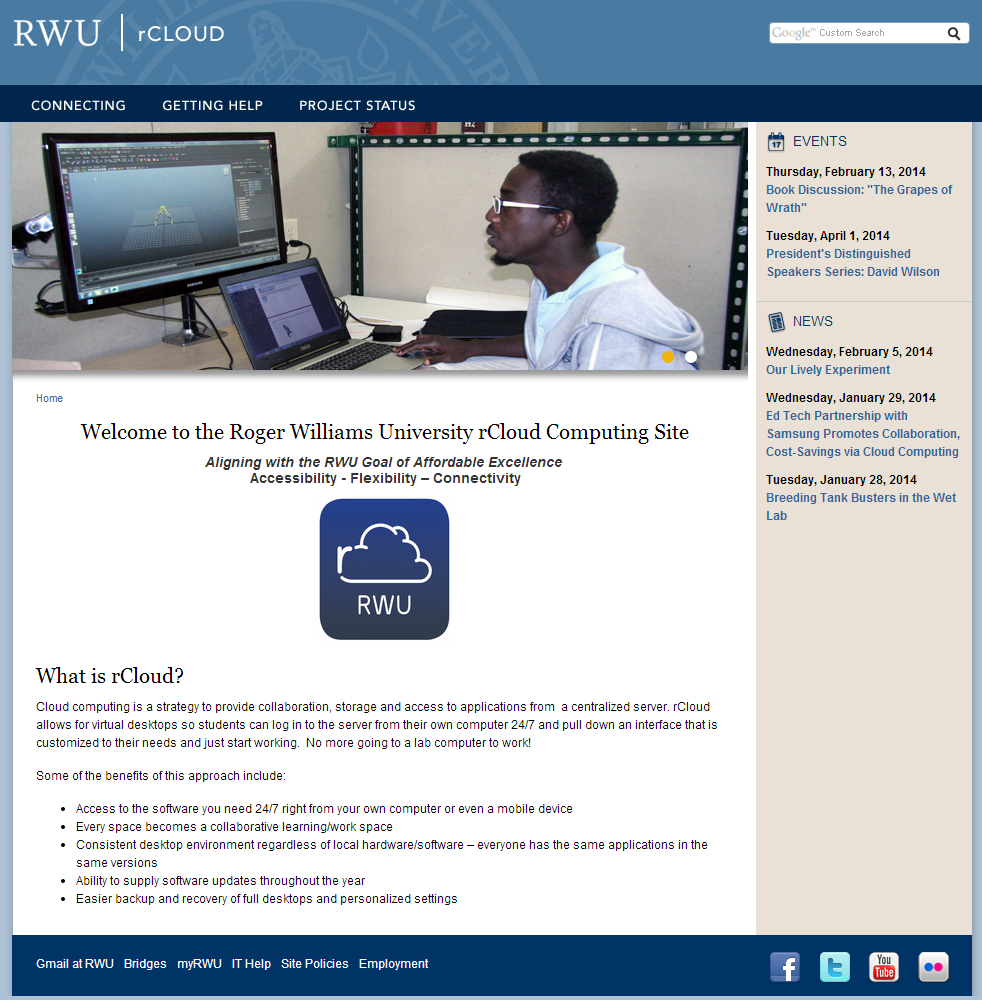 RWU | rCLOUD
Google™ Custom Search
CONNECTING GETTING HELP PROJECT STATUS
EVENTS
Thursday, February 13, 2014
Book Discussion: "The Grapes of
Wrath"
Tuesday, April 1, 2014
President's Distinguished
Speakers Series: David Wilson
NEWS
Wednesday, February 5, 2014
Our Lively Experiment
Wednesday, January 29, 2014
Ed Tech Partnership with
Samsung Promotes Collaboration,
Cost-Savings via Cloud Computing
Tuesday, January 28, 2014
Breeding Tank Busters in the Wet
Lab
Home
Welcome to the Roger Williams University rCloud Computing Site
Aligning with the RWU Goal of Affordable Excellence
Accessibility - Flexibility – Connectivity
r
RWU
What is rCloud?
Cloud computing is a strategy to provide collaboration, storage and access to applications from  a centralized server. rCloud
allows for virtual desktops so students can log in to the server from their own computer 24/7 and pull down an interface that is
customized to their needs and just start working.  No more going to a lab computer to work!
Some of the benefits of this approach include:
• Access to the software you need 24/7 right from your own computer or even a mobile device
• Every space becomes a collaborative learning/work space
• Consistent desktop environment regardless of local hardware/software – everyone has the same applications in the
same versions
• Ability to supply software updates throughout the year
• Easier backup and recovery of full desktops and personalized settings
Gmail at RWU Bridges myRWU IT Help Site Policies Employment
You
Tube